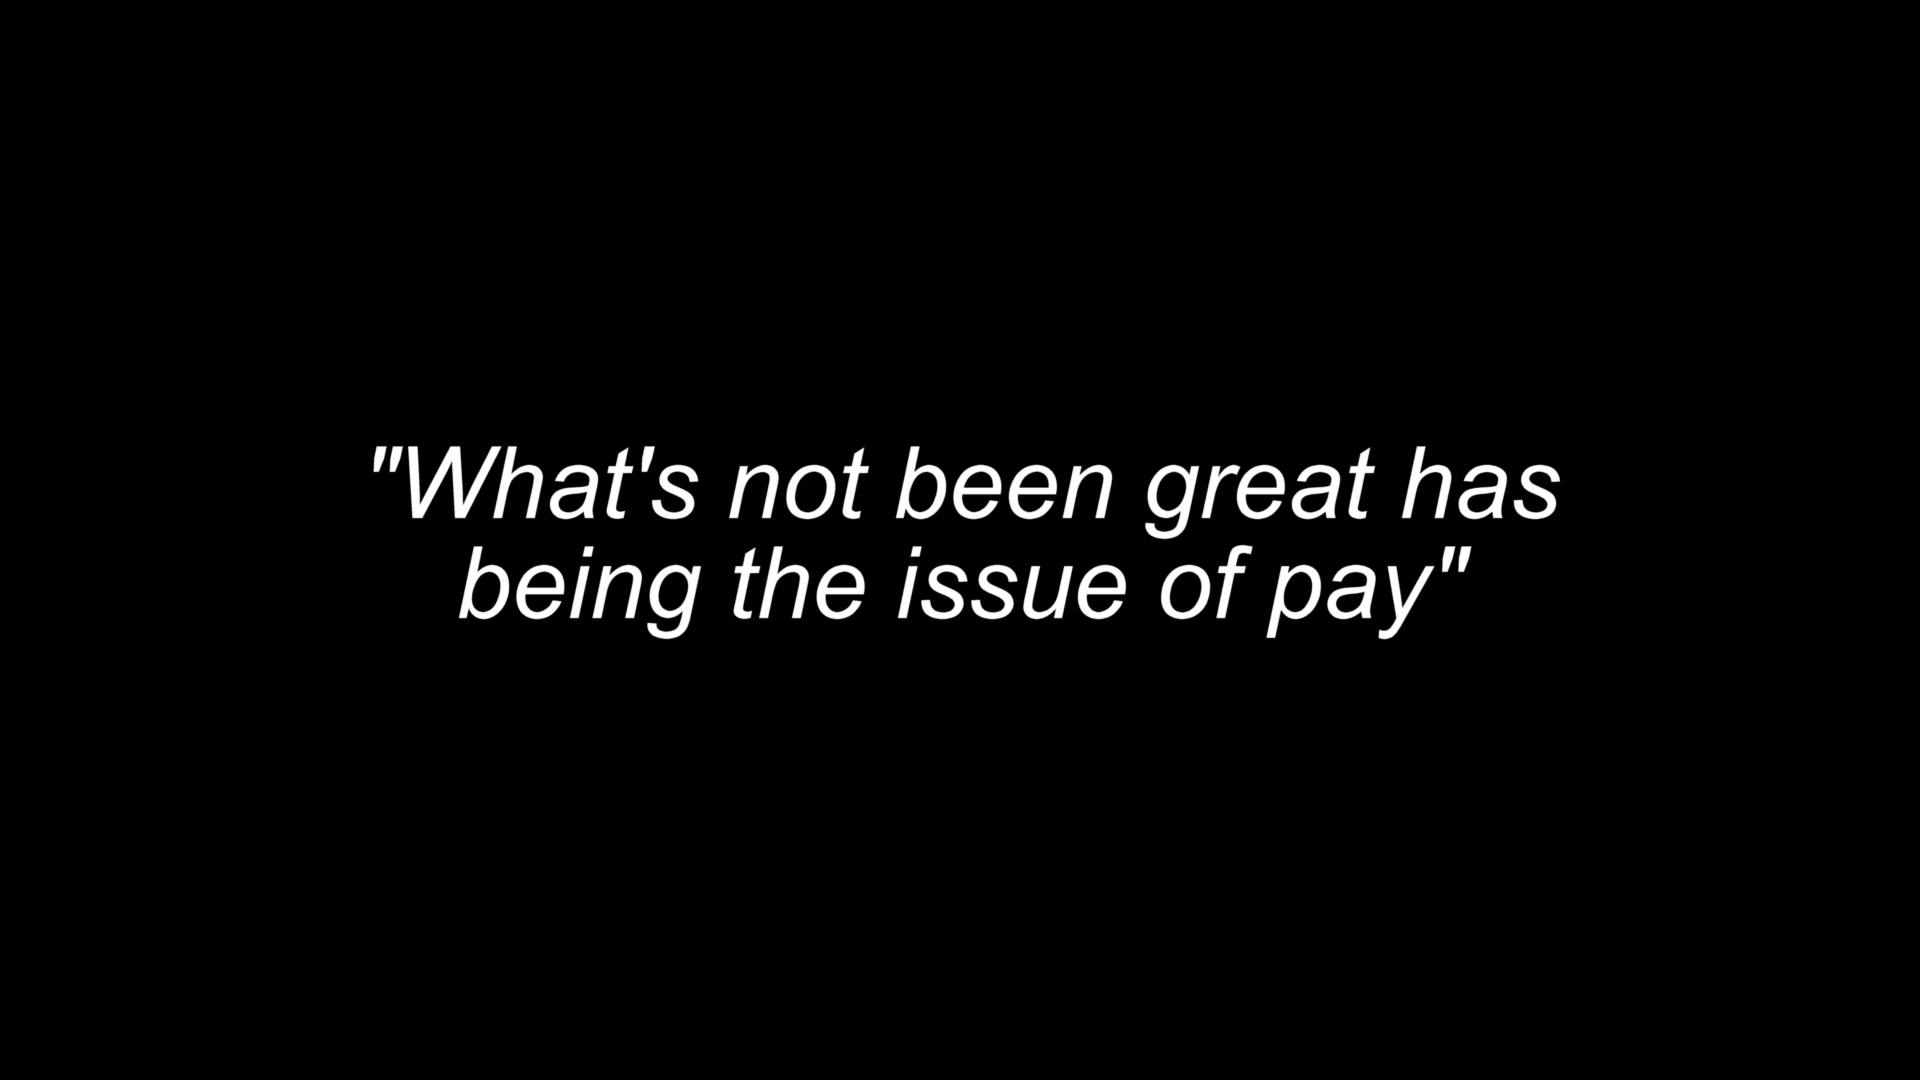 "What's not been great has
being the issue of pay"